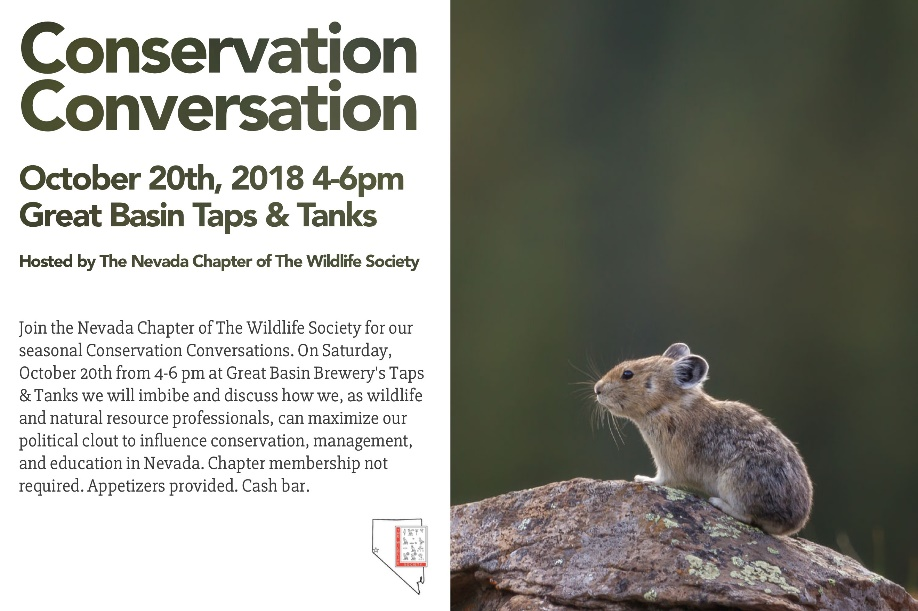 Conservation
Conversation
October 20th, 2018 4-6pm
Great Basin Taps & Tanks
Hosted by The Nevada Chapter of The Wildlife Society
Join the Nevada Chapter of The Wildlife Society for our
seasonal Conservation Conversations. On Saturday,
October 20th from 4-6 pm at Great Basin Brewery's Taps
& Tanks we will imbibe and discuss how we, as wildlife
and natural resource professionals, can maximize our
political clout to influence conservation, management,
and education in Nevada. Chapter membership not
required. Appetizers provided. Cash bar.